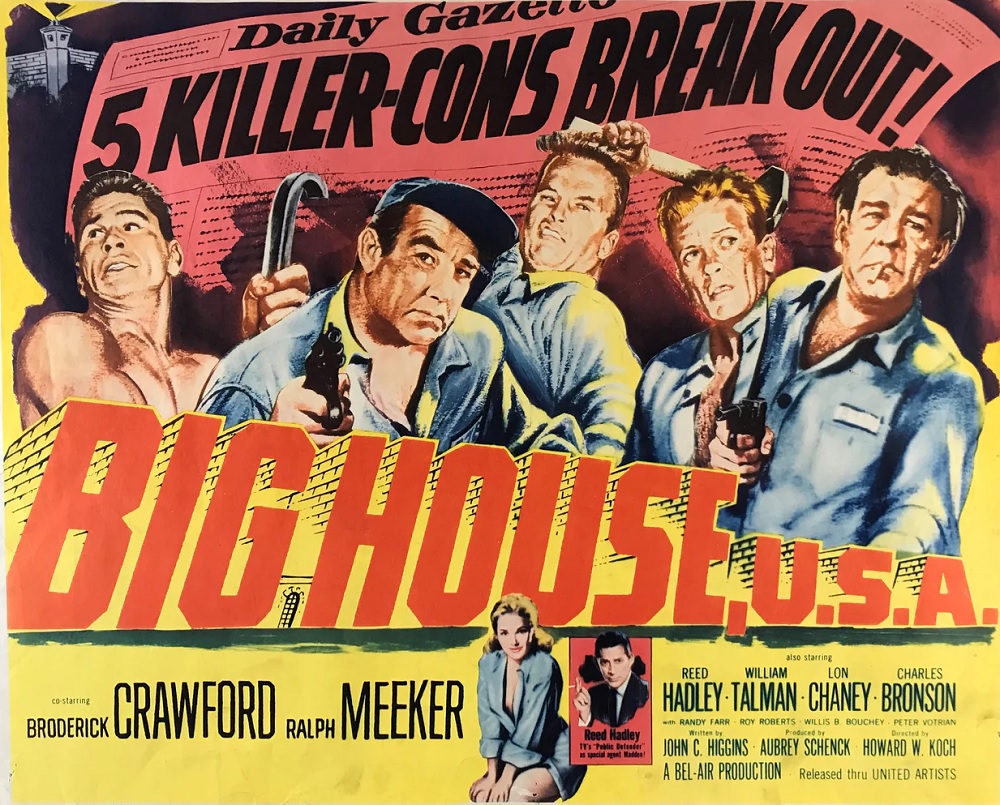 Daily Gazette
5 KILLER-CONS BREAK OUT!
BIG HOUSE, U.S.A.
co-starring
BRODERICK CRAWFORD RALPH MEEKER
Reed Hadley
TV's "Public Defender"
as special agent Madden!
also starring
REED HADLEY · WILLIAM TALMAN · LON CHANEY · CHARLES BRONSON
with RANDY FARR · ROY ROBERTS · WILLIS B. BOUCHEY · PETER VOTRIAN
Written by JOHN C. HIGGINS · Produced by AUBREY SCHENCK · Directed by HOWARD W. KOCH
A BEL-AIR PRODUCTION Released thru UNITED ARTISTS